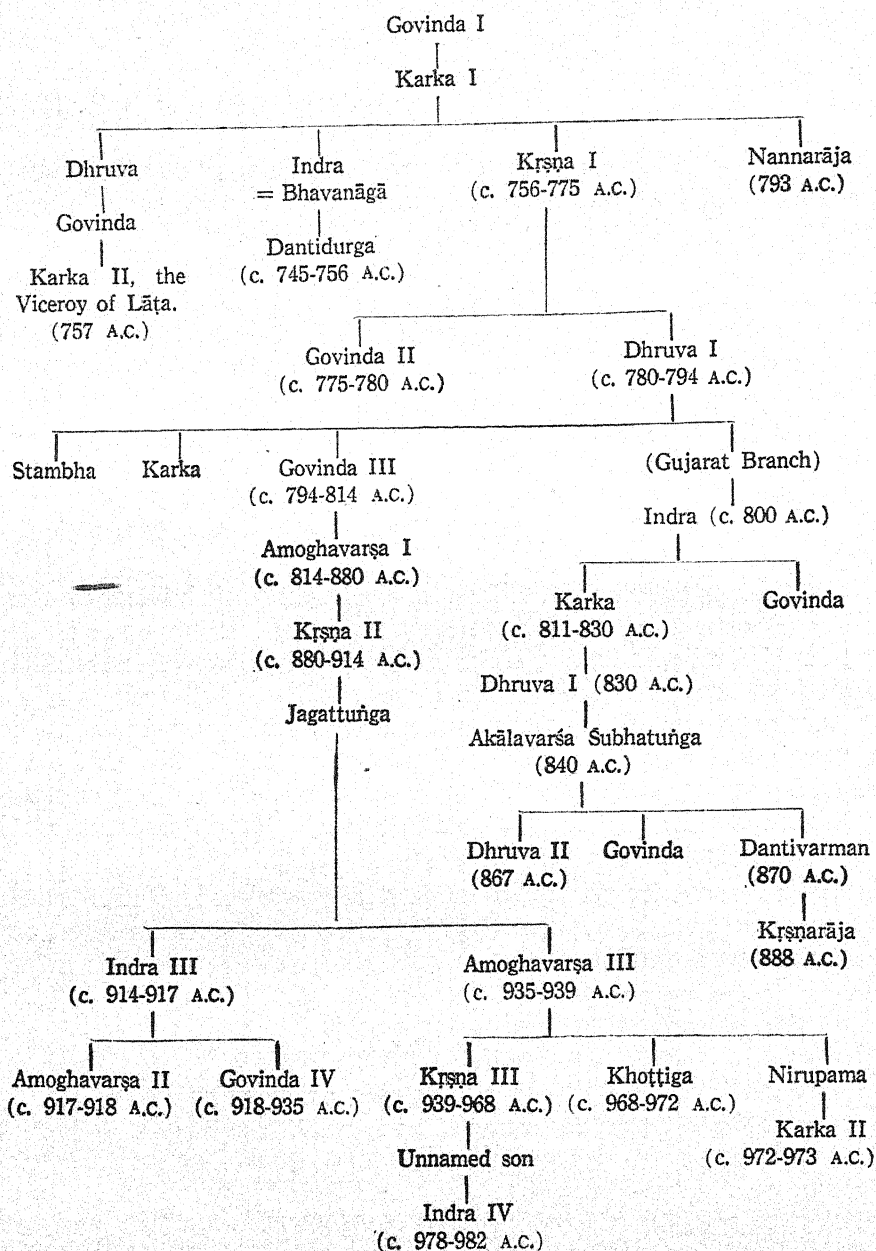 Govinda I
Karka I
Dhruva
Indra
= Bhavanāgā
Kṛṣṇa I
(c. 756-775 A.C.)
Nannarāja
(793 A.C.)
Govinda
Dantidurga
(c. 745-756 A.C.)
Karka II, the
Viceroy of Lāṭa.
(757 A.C.)
Govinda II
(c. 775-780 A.C.)
Dhruva I
(c. 780-794 A.C.)
Stambha
Karka
Govinda III
(c. 794-814 A.C.)
(Gujarat Branch)
Indra (c. 800 A.C.)
Amoghavarṣa I
(c. 814-880 A.C.)
Karka
(c. 811-830 A.C.)
Govinda
Kṛṣṇa II
(c. 880-914 A.C.)
Dhruva I (830 A.C.)
Jagattuṅga
Akālavarśa Śubhatuṅga
(840 A.C.)
Dhruva II
(867 A.C.)
Govinda
Dantivarman
(870 A.C.)
Kṛṣṇarāja
(888 A.C.)
Indra III
(c. 914-917 A.C.)
Amoghavarṣa III
(c. 935-939 A.C.)
Amoghavarṣa II
(c. 917-918 A.C.)
Govinda IV
(c. 918-935 A.C.)
Kṛṣṇa III
(c. 939-968 A.C.)
Khoṭṭiga
(c. 968-972 A.C.)
Nirupama
Karka II
(c. 972-973 A.C.)
Unnamed son
Indra IV
(c. 978-982 A.C.)